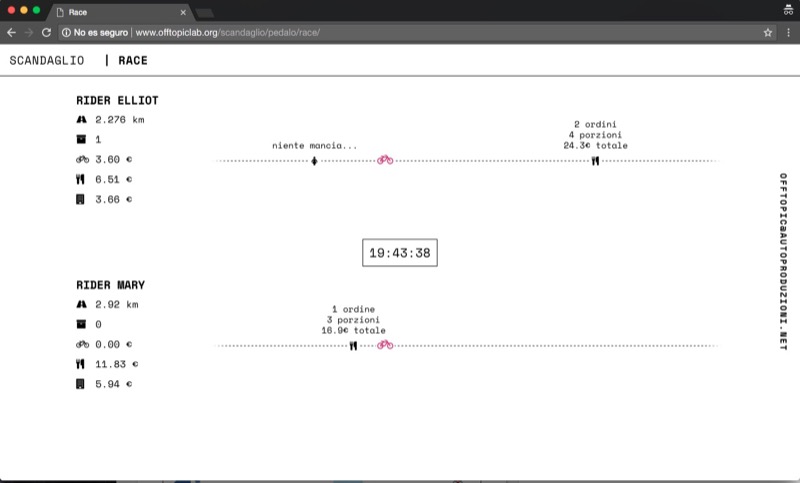 Race
No es seguro | www.offtopiclab.org/scandaglio/pedalo/race/
SCANDAGLIO | RACE
RIDER ELLIOT
2.276 km
1
3.60 €
6.51 €
3.66 €
niente mancia...
2 ordini
4 porzioni
24.3€ totale
19:43:38
RIDER MARY
2.92 km
0
0.00 €
11.83 €
5.94 €
1 ordine
3 porzioni
16.9€ totale
OFFTOPIC@AUTOPRODUZIONI.NET